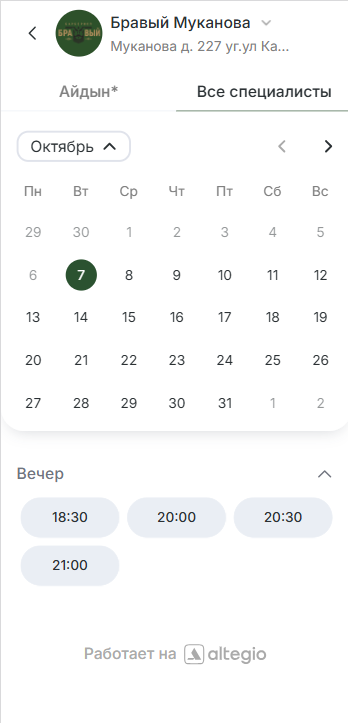 БРАВЫЙ
Бравый Муканова
Муканова д. 227 уг.ул Ка...
Айдын* Все специалисты
Октябрь
Пн Вт Ср Чт Пт Сб Вс
29 30 1 2 3 4 5
6 7 8 9 10 11 12
13 14 15 16 17 18 19
20 21 22 23 24 25 26
27 28 29 30 31 1 2
Вечер
18:30 20:00 20:30
21:00
Работает на altegio